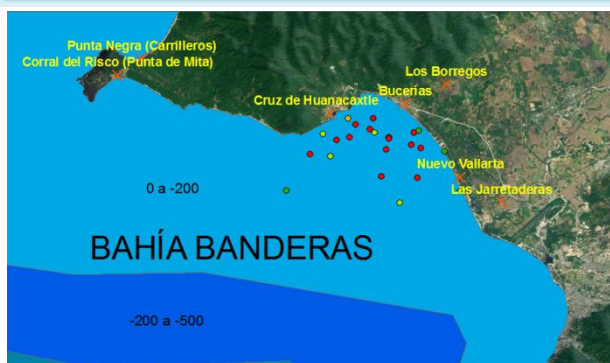 Punta Negra (Carrilleros)
Corral del Risco (Punta de Mita)
Los Borregos
Bucerías
Cruz de Huanacaxtle
Nuevo Vallarta
Las Jarretaderas
0 a -200
BAHÍA BANDERAS
-200 a -500